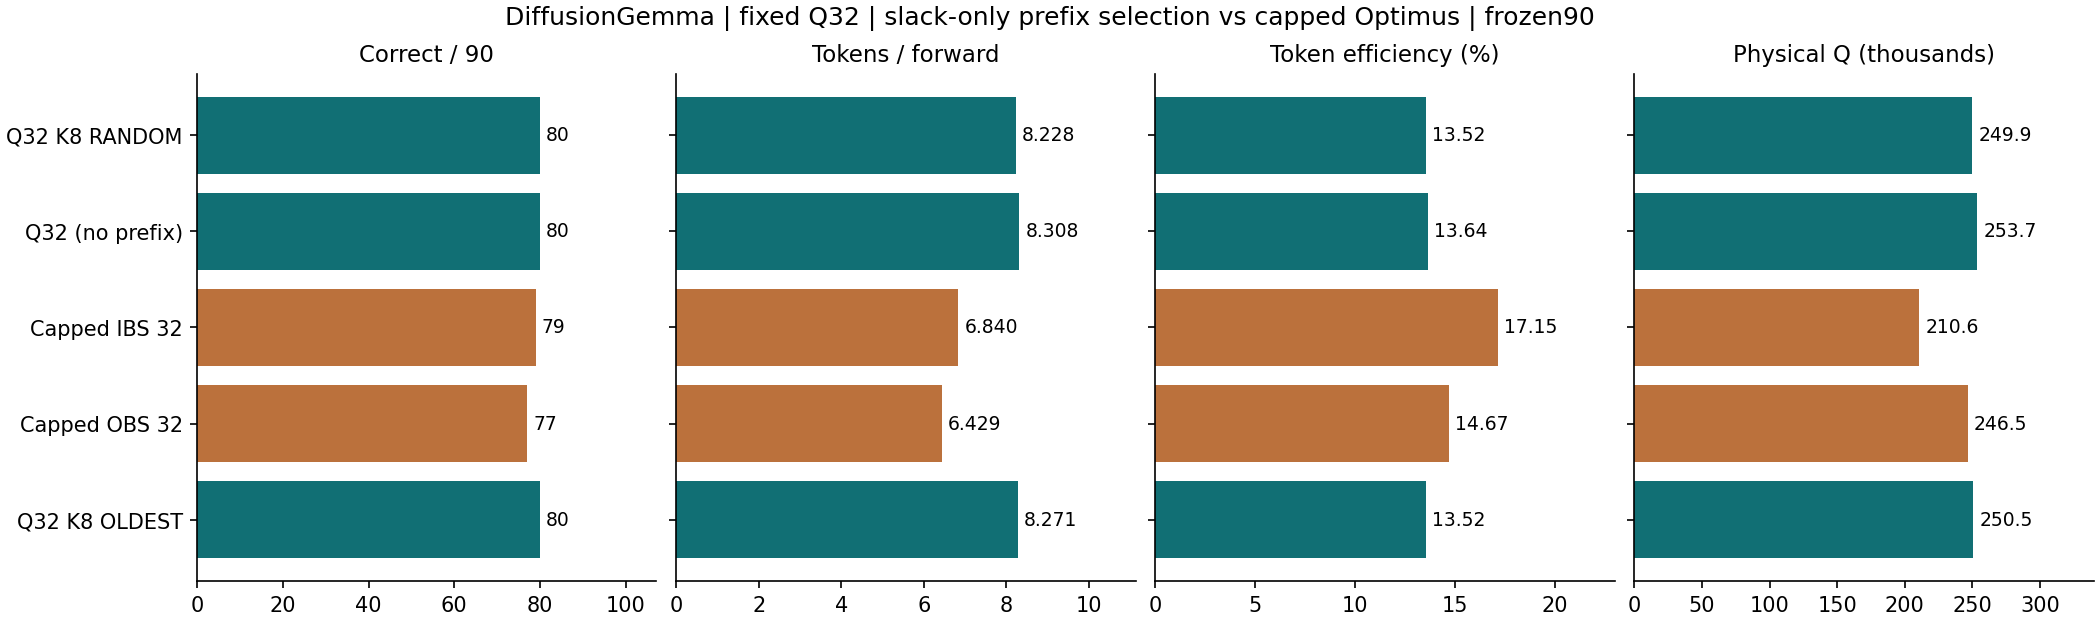 DiffusionGemma | fixed Q32 | slack-only prefix selection vs capped Optimus | frozen90
Correct / 90
Tokens / forward
Token efficiency (%)
Physical Q (thousands)
Q32 K8 RANDOM
80
8.228
13.52
249.9
Q32 (no prefix)
80
8.308
13.64
253.7
Capped IBS 32
79
6.840
17.15
210.6
Capped OBS 32
77
6.429
14.67
246.5
Q32 K8 OLDEST
80
8.271
13.52
250.5
0 20 40 60 80 100
0 2 4 6 8 10
0 5 10 15 20
0 50 100 150 200 250 300